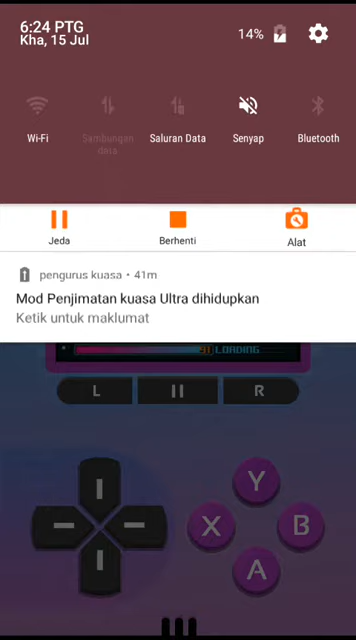 6:24 PTG
Kha, 15 Jul
14%
Wi-Fi
Sambungan data
Saluran Data
Senyap
Bluetooth
Jeda
Berhenti
Alat
pengurus kuasa • 41m
Mod Penjimatan kuasa Ultra dihidupkan
Ketik untuk maklumat
LOADING
L
R
Y
X
B
A